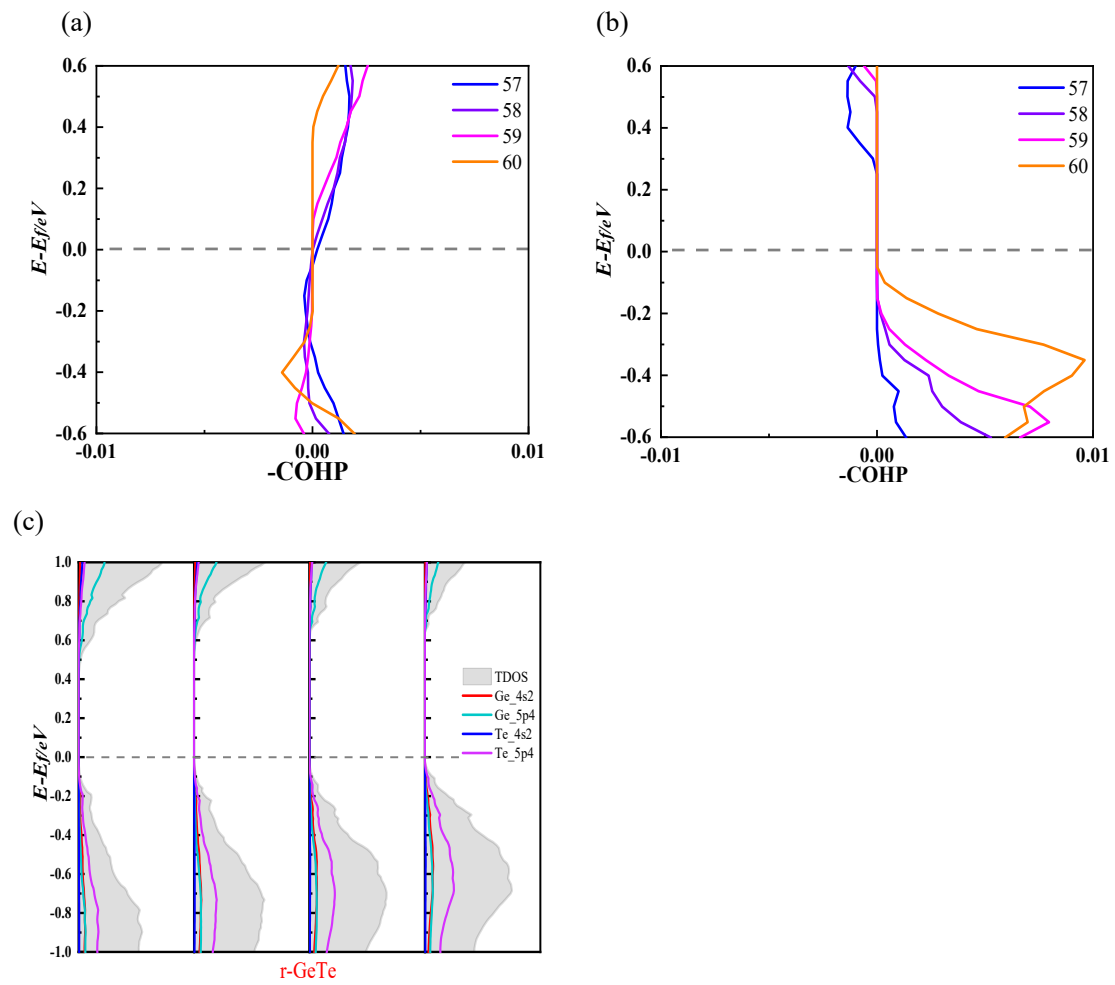 (a)
(b)
0.6
0.4
0.2
0.0
-0.2
-0.4
-0.6
E-Ef/eV
57
58
59
60
-0.01
0.00
0.01
-COHP
0.6
0.4
0.2
0.0
-0.2
-0.4
-0.6
E-Ef/eV
57
58
59
60
-0.01
0.00
0.01
-COHP
(c)
1.0
0.8
0.6
0.4
0.2
0.0
-0.2
-0.4
-0.6
-0.8
-1.0
E-Ef/eV
TDOS
Ge_4s2
Ge_5p4
Te_4s2
Te_5p4
r-GeTe